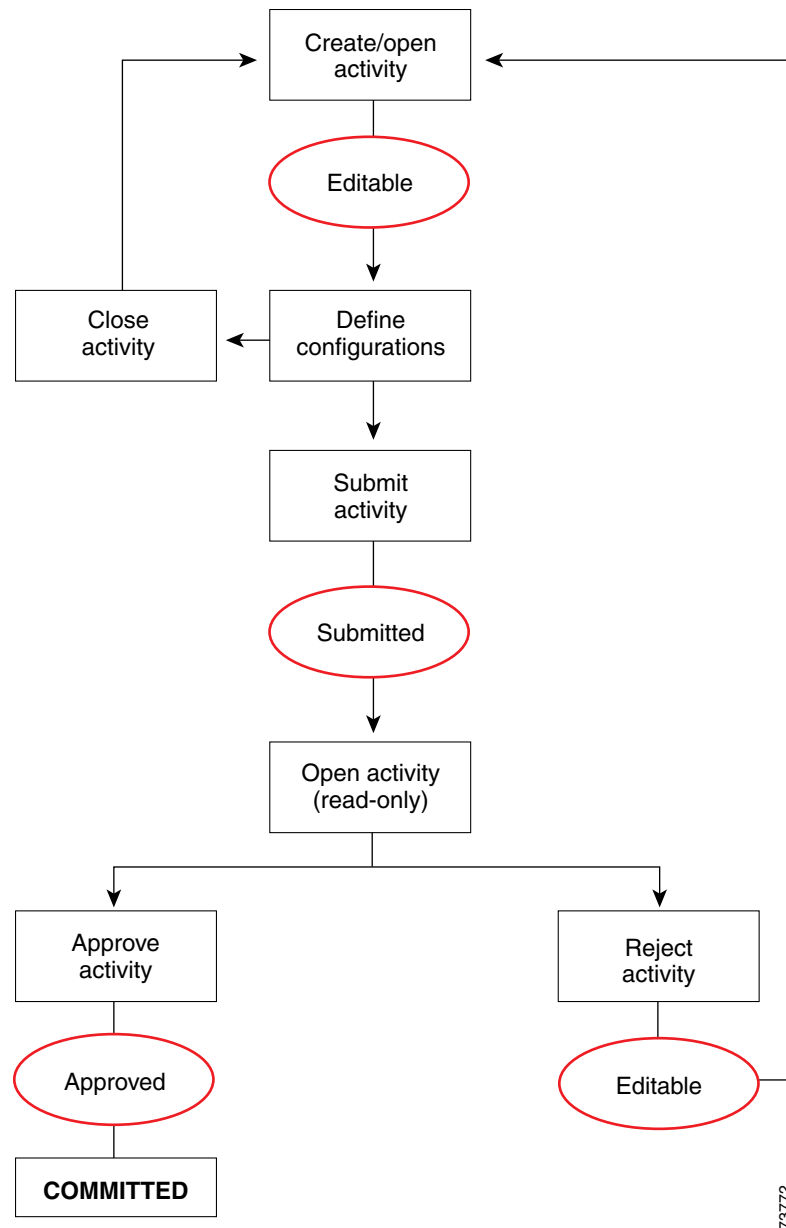 Create/open
activity
Editable
Close
activity
Define
configurations
Submit
activity
Submitted
Open activity
(read-only)
Approve
activity
Reject
activity
Approved
Editable
COMMITTED